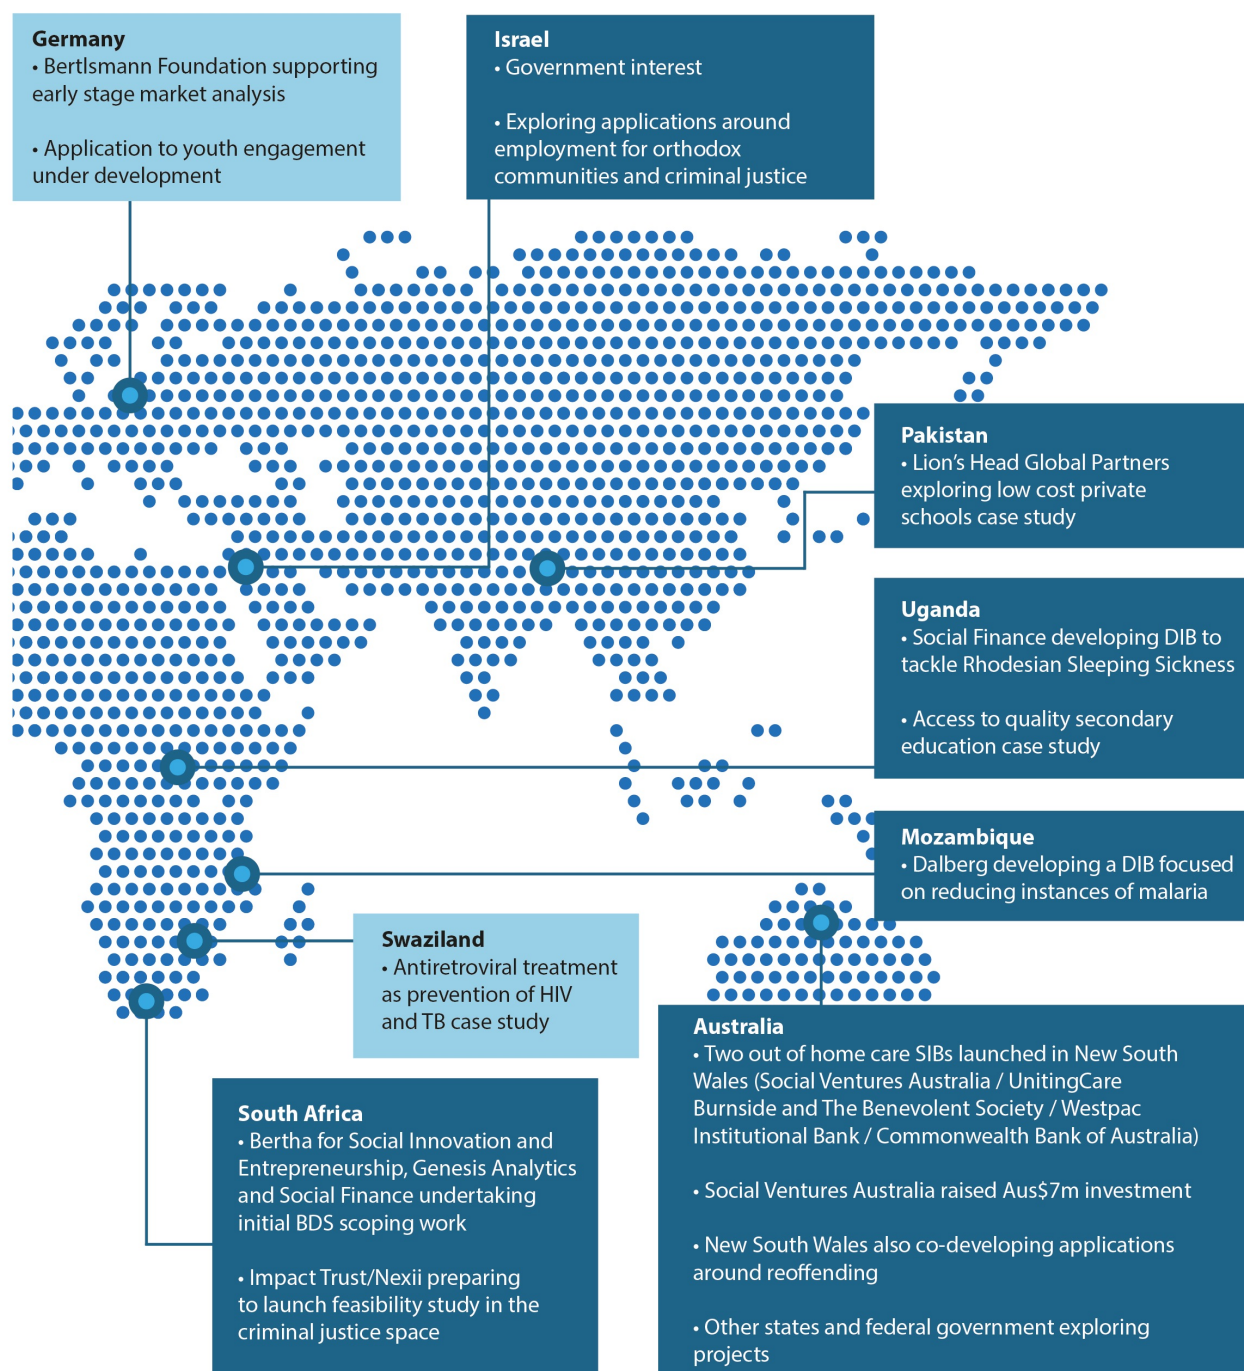 Germany
• Bertlsmann Foundation supporting
early stage market analysis
• Application to youth engagement
under development
Israel
• Government interest
• Exploring applications around
employment for orthodox
communities and criminal justice
Pakistan
• Lion’s Head Global Partners
exploring low cost private
schools case study
Uganda
• Social Finance developing DIB to
tackle Rhodesian Sleeping Sickness
• Access to quality secondary
education case study
Mozambique
• Dalberg developing a DIB focused
on reducing instances of malaria
Swaziland
• Antiretroviral treatment
as prevention of HIV
and TB case study
Australia
• Two out of home care SIBs launched in New South
Wales (Social Ventures Australia / UnitingCare
Burnside and The Benevolent Society / Westpac
Institutional Bank / Commonwealth Bank of Australia)
• Social Ventures Australia raised Aus$7m investment
• New South Wales also co-developing applications
around reoffending
• Other states and federal government exploring
projects
South Africa
• Bertha for Social Innovation and
Entrepreneurship, Genesis Analytics
and Social Finance undertaking
initial BDS scoping work
• Impact Trust/Nexii preparing
to launch feasibility study in the
criminal justice space